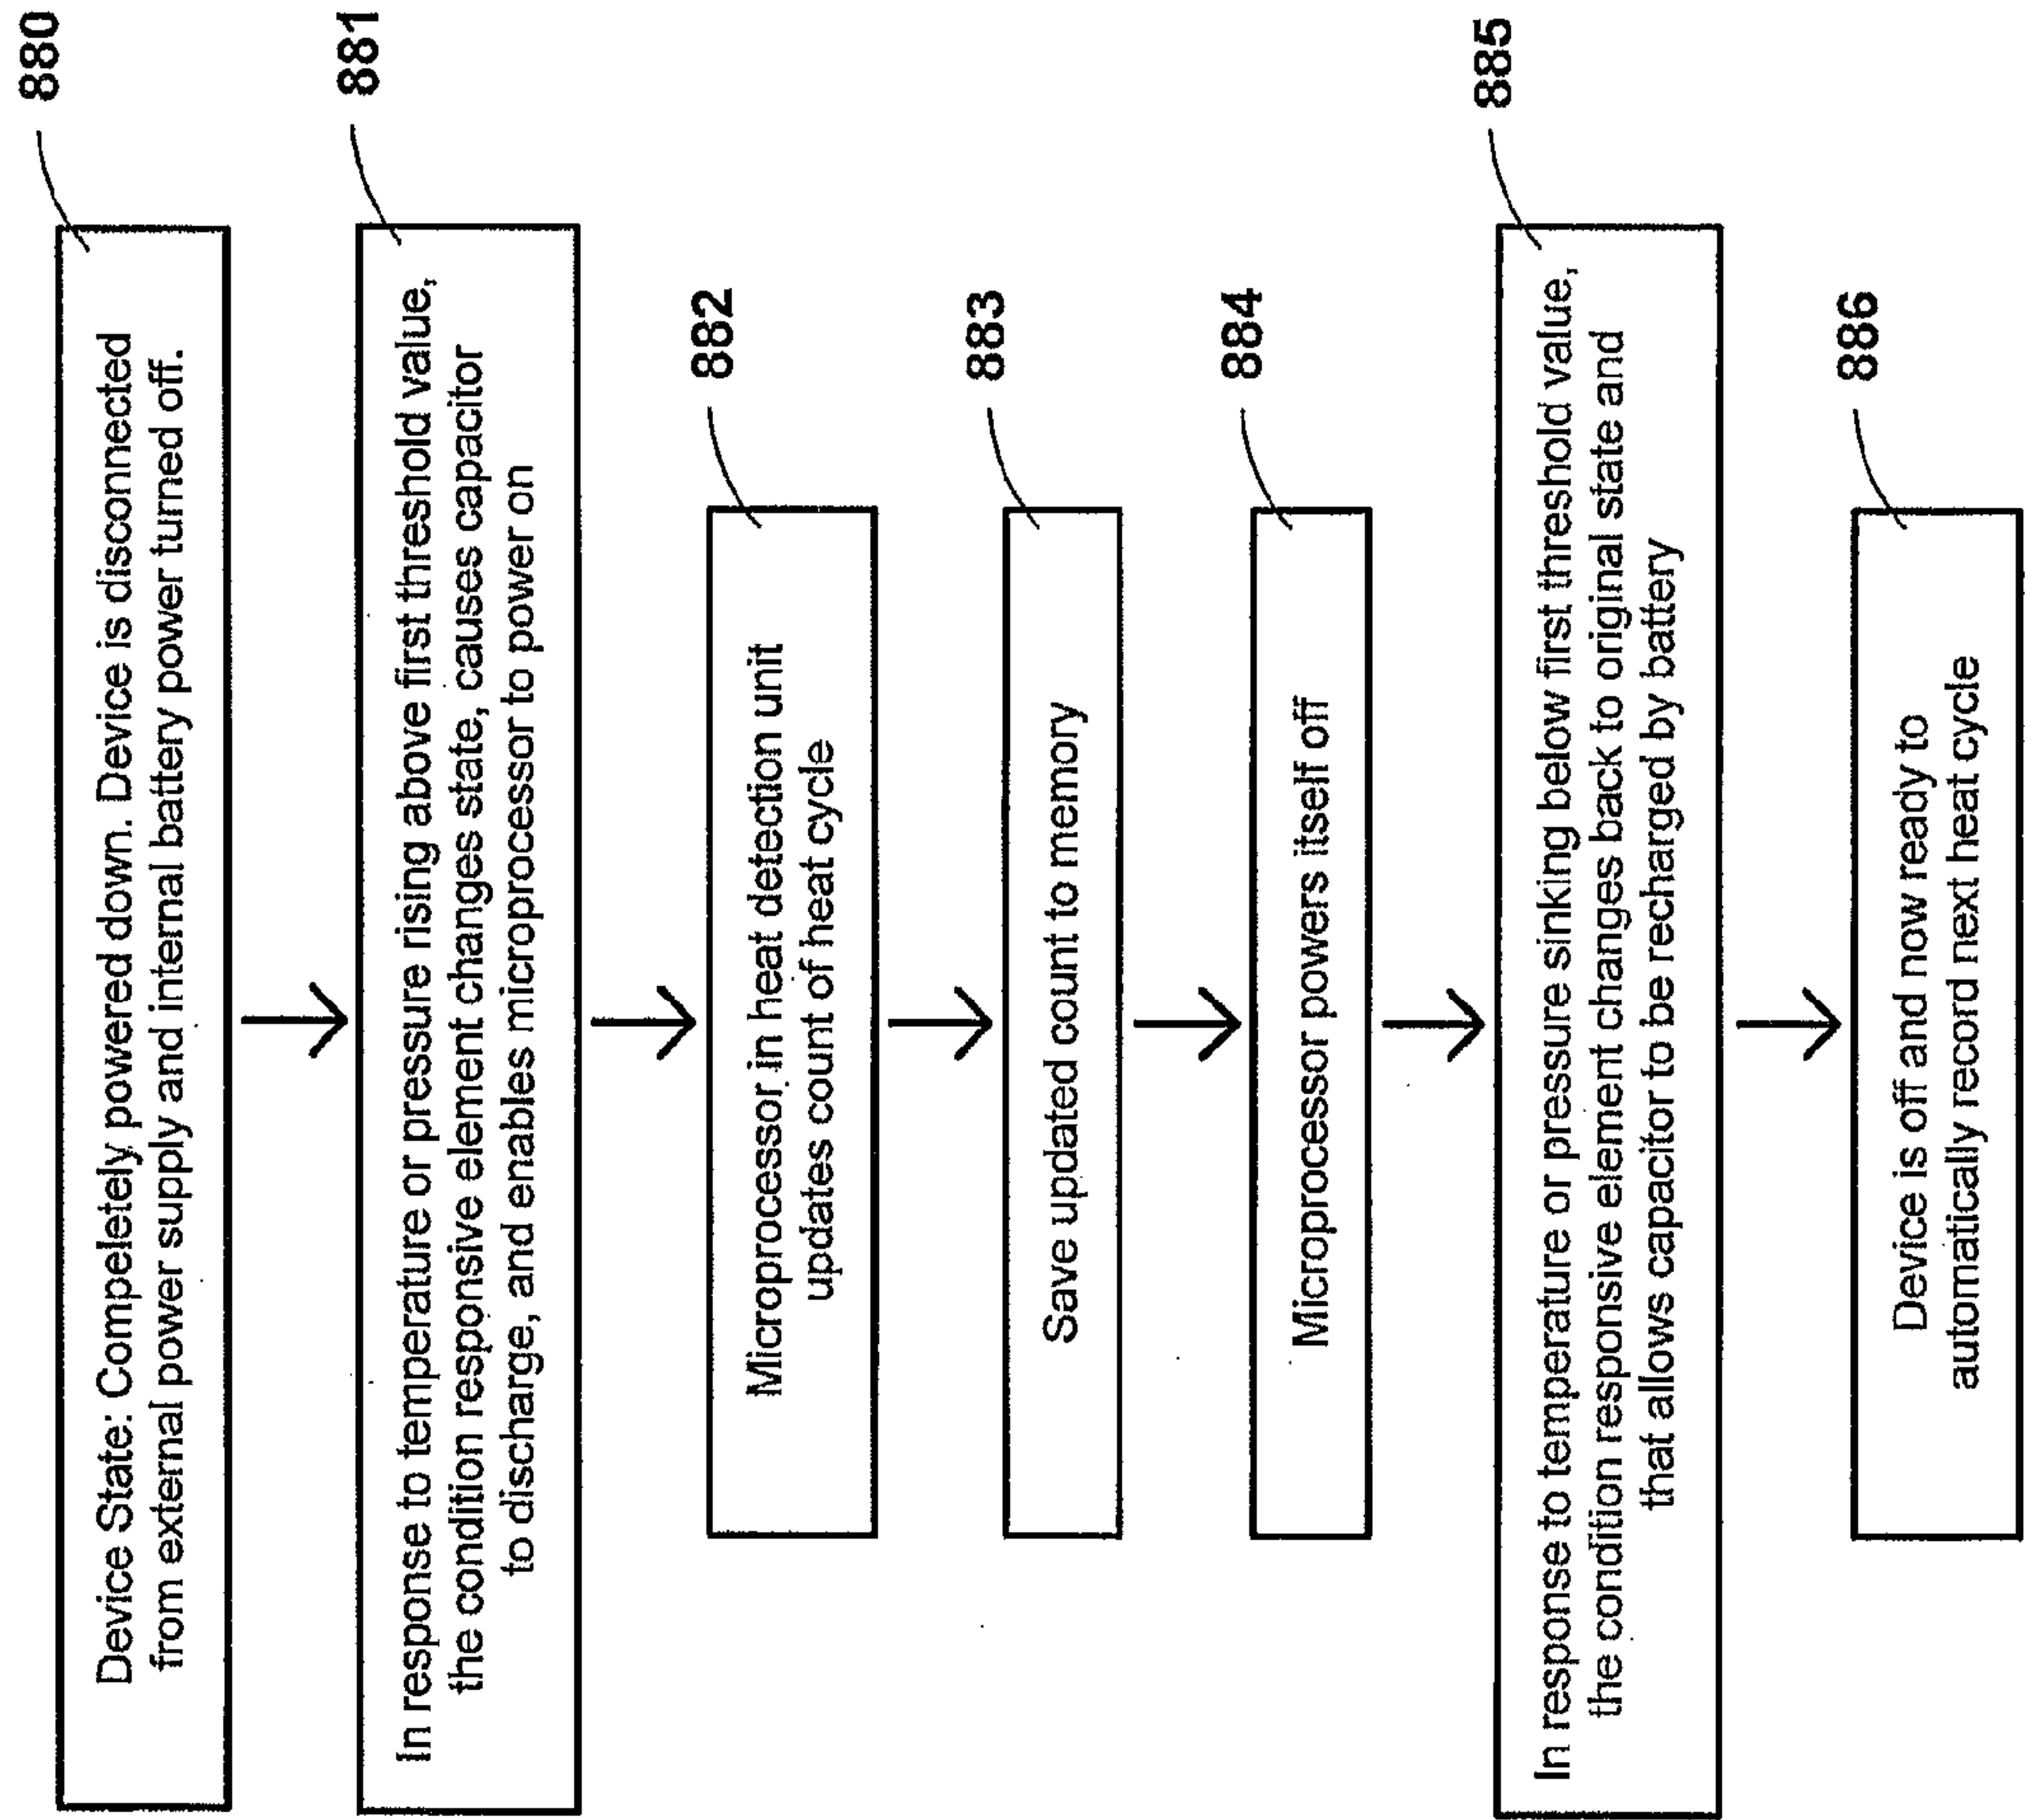 880
Device State: Compeletely powered down. Device is disconnected
from external power supply and internal battery power turned off.
881
In response to temperature or pressure rising above first threshold value,
the condition responsive element changes state, causes capacitor
to discharge, and enables microprocessor to power on
882
Microprocessor in heat detection unit
updates count of heat cycle
883
Save updated count to memory
884
Microprocessor powers itself off
885
In response to temperature or pressure sinking below first threshold value,
the condition responsive element changes back to original state and
that allows capacitor to be recharged by battery
886
Device is off and now ready to
automatically record next heat cycle